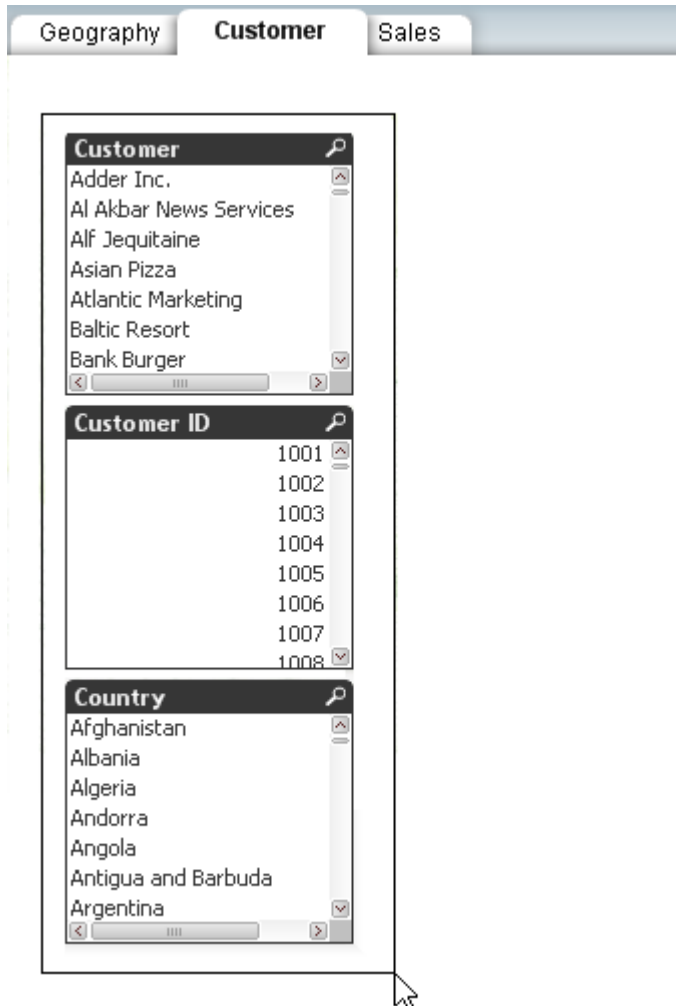 Geography Customer Sales
Customer
Adder Inc.
Al Akbar News Services
Alf Jequitaine
Asian Pizza
Atlantic Marketing
Baltic Resort
Bank Burger
Customer ID
1001
1002
1003
1004
1005
1006
1007
1008
Country
Afghanistan
Albania
Algeria
Andorra
Angola
Antigua and Barbuda
Argentina